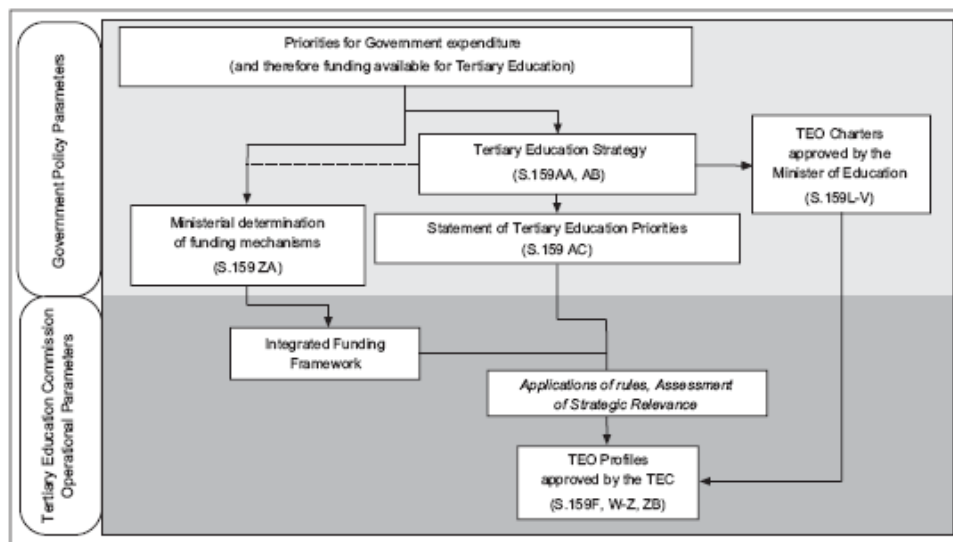 Government Policy Parameters
Priorities for Government expenditure
(and therefore funding available for Tertiary Education)
Tertiary Education Strategy
(S.159AA, AB)
TEO Charters
approved by the
Minister of Education
(S.159L-V)
Ministerial determination
of funding mechanisms
(S.159 ZA)
Statement of Tertiary Education Priorities
(S.159 AC)
Tertiary Education Commission
Operational Parameters
Integrated Funding
Framework
Applications of rules, Assessment
of Strategic Relevance
TEO Profiles
approved by the TEC
(S.159F, W-Z, ZB)